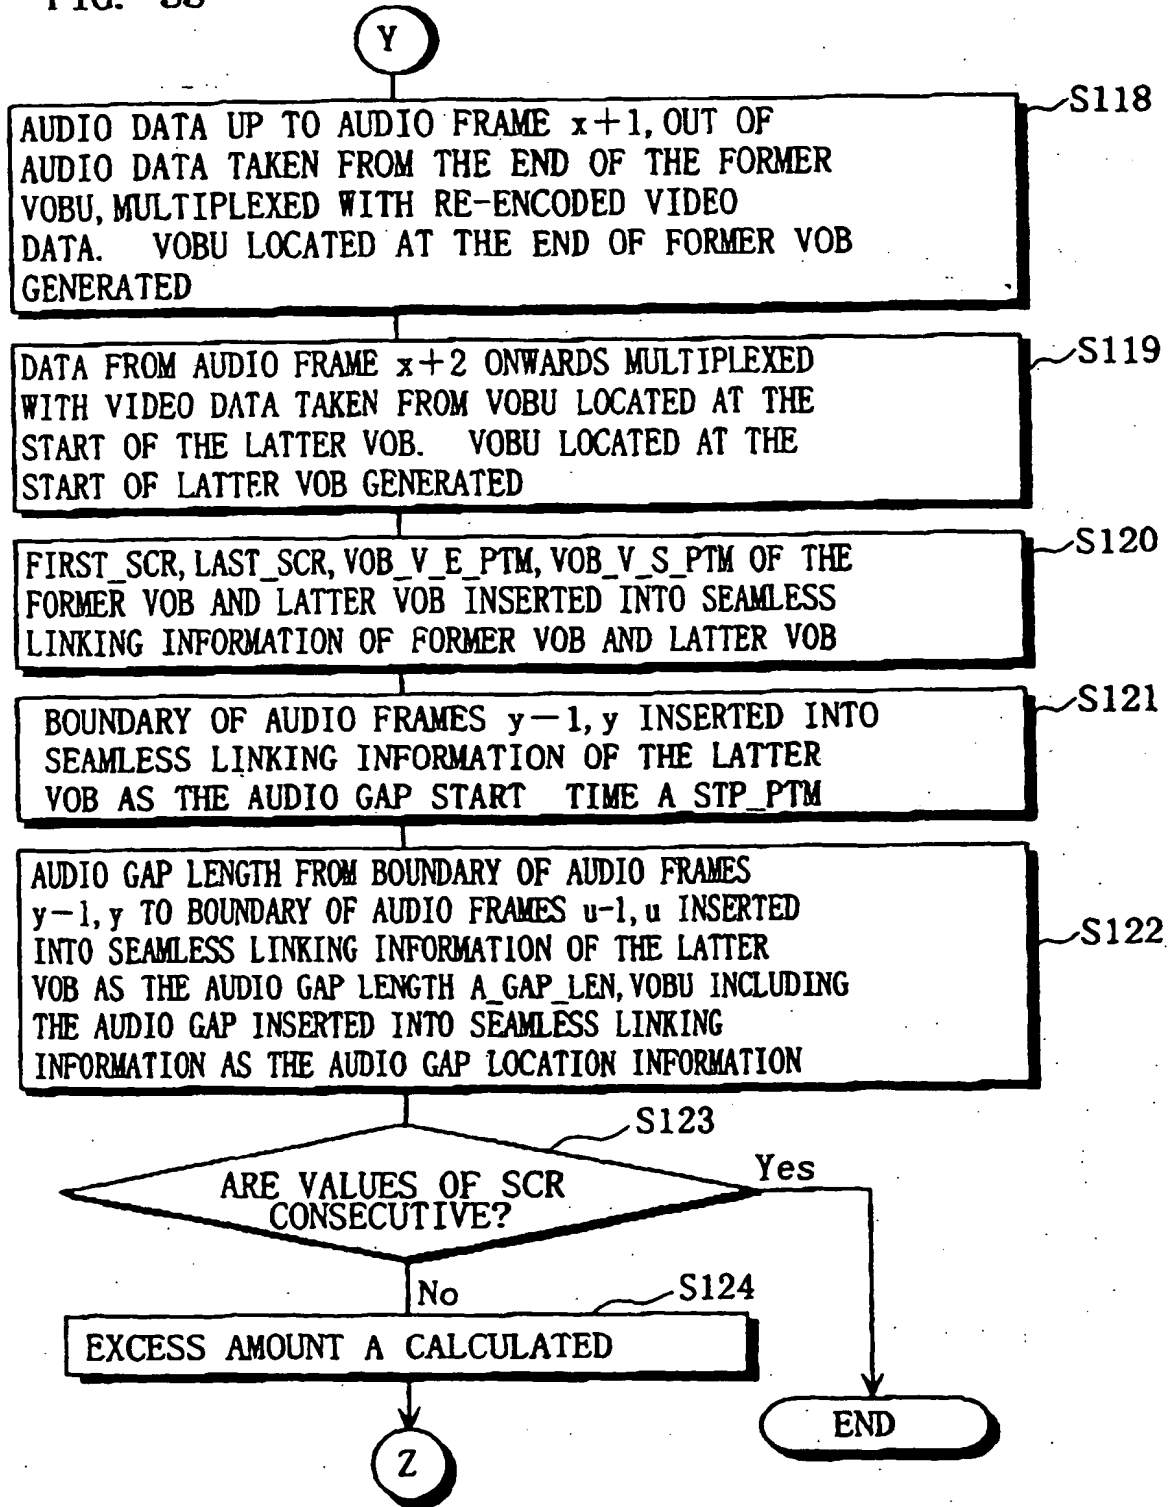 Y
S118
AUDIO DATA UP TO AUDIO FRAME x+1, OUT OF
AUDIO DATA TAKEN FROM THE END OF THE FORMER
VOBU, MULTIPLEXED WITH RE-ENCODED VIDEO
DATA. VOBU LOCATED AT THE END OF FORMER VOB
GENERATED
S119
DATA FROM AUDIO FRAME x+2 ONWARDS MULTIPLEXED
WITH VIDEO DATA TAKEN FROM VOBU LOCATED AT THE
START OF THE LATTER VOB. VOBU LOCATED AT THE
START OF LATTER VOB GENERATED
S120
FIRST_SCR, LAST_SCR, VOB_V_E_PTM, VOB_V_S_PTM OF THE
FORMER VOB AND LATTER VOB INSERTED INTO SEAMLESS
LINKING INFORMATION OF FORMER VOB AND LATTER VOB
S121
BOUNDARY OF AUDIO FRAMES y-1, y INSERTED INTO
SEAMLESS LINKING INFORMATION OF THE LATTER
VOB AS THE AUDIO GAP START TIME A STP_PTM
S122
AUDIO GAP LENGTH FROM BOUNDARY OF AUDIO FRAMES
y-1, y TO BOUNDARY OF AUDIO FRAMES u-1, u INSERTED
INTO SEAMLESS LINKING INFORMATION OF THE LATTER
VOB AS THE AUDIO GAP LENGTH A_GAP_LEN, VOBU INCLUDING
THE AUDIO GAP INSERTED INTO SEAMLESS LINKING
INFORMATION AS THE AUDIO GAP LOCATION INFORMATION
S123
ARE VALUES OF SCR
CONSECUTIVE?
Yes
No
S124
EXCESS AMOUNT A CALCULATED
END
Z